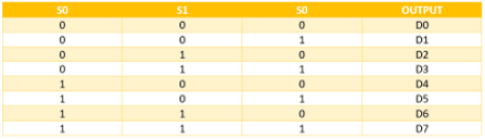 S0 S1 S0 OUTPUT
0 0 0 D0
0 0 1 D1
0 1 0 D2
0 1 1 D3
1 0 0 D4
1 0 1 D5
1 1 0 D6
1 1 1 D7